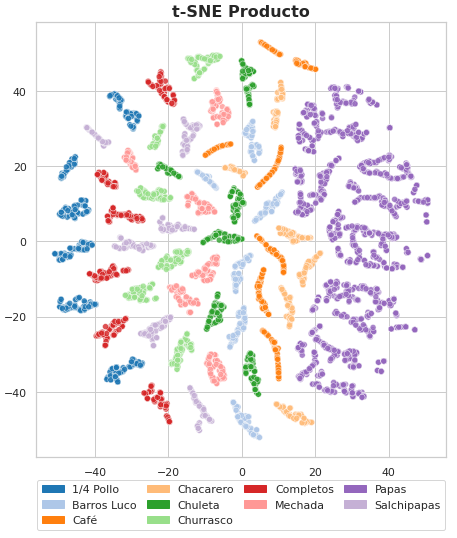 t-SNE Producto
40
20
0
−20
−40
−40 −20 0 20 40
1/4 Pollo Chacarero Completos Papas
Barros Luco Chuleta Mechada Salchipapas
Café Churrasco